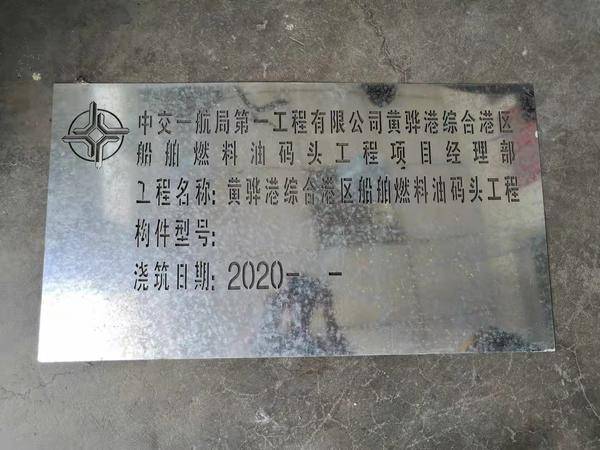 中交一航局第一工程有限公司黄骅港综合港区
船舶燃料油码头工程项目经理部
工程名称: 黄骅港综合港区船舶燃料油码头工程
构件型号:
浇筑日期: 2020- -